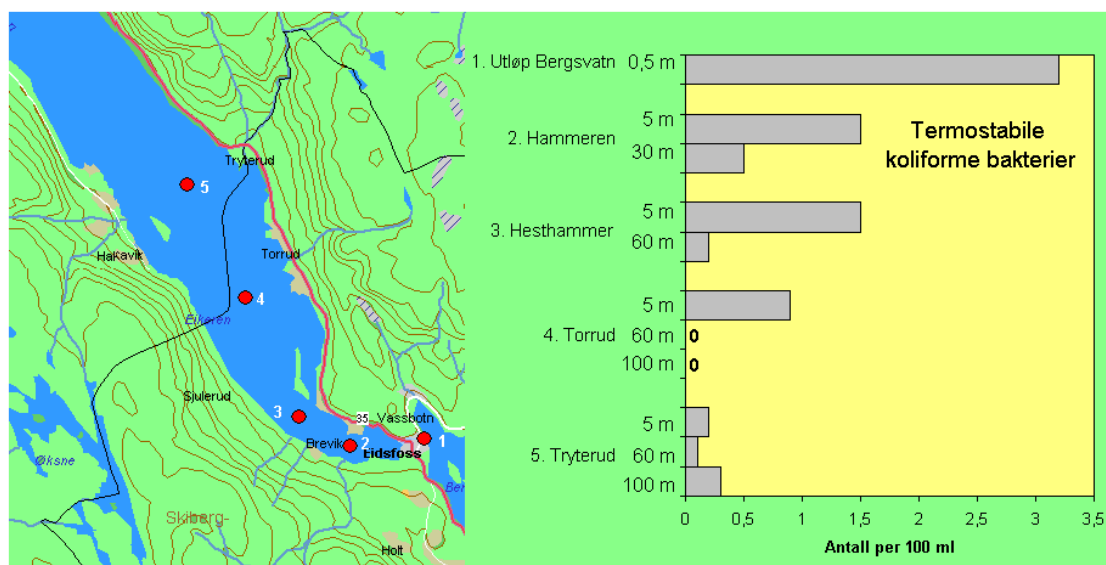 Tryterud
5
Hakavik
Torrud
4
Eikeren
Sjulerud
3
35
Vassbotn
1
Brevik
2
Eidsfoss
Øksne
Ber
Skiberg-
Holt
1. Utløp Bergsvatn 0,5 m
5 m
2. Hammeren
30 m
5 m
3. Hesthammer
60 m
5 m
4. Torrud 60 m
100 m
5 m
5. Tryterud 60 m
100 m
Termostabile
koliforme bakterier
0
0
0 0,5 1 1,5 2 2,5 3 3,5
Antall per 100 ml